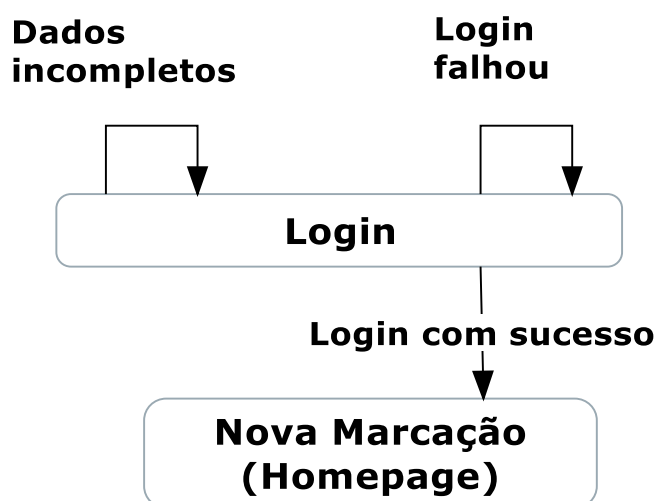 Dados
incompletos
Login
falhou
Login
Login com sucesso
Nova Marcação
(Homepage)